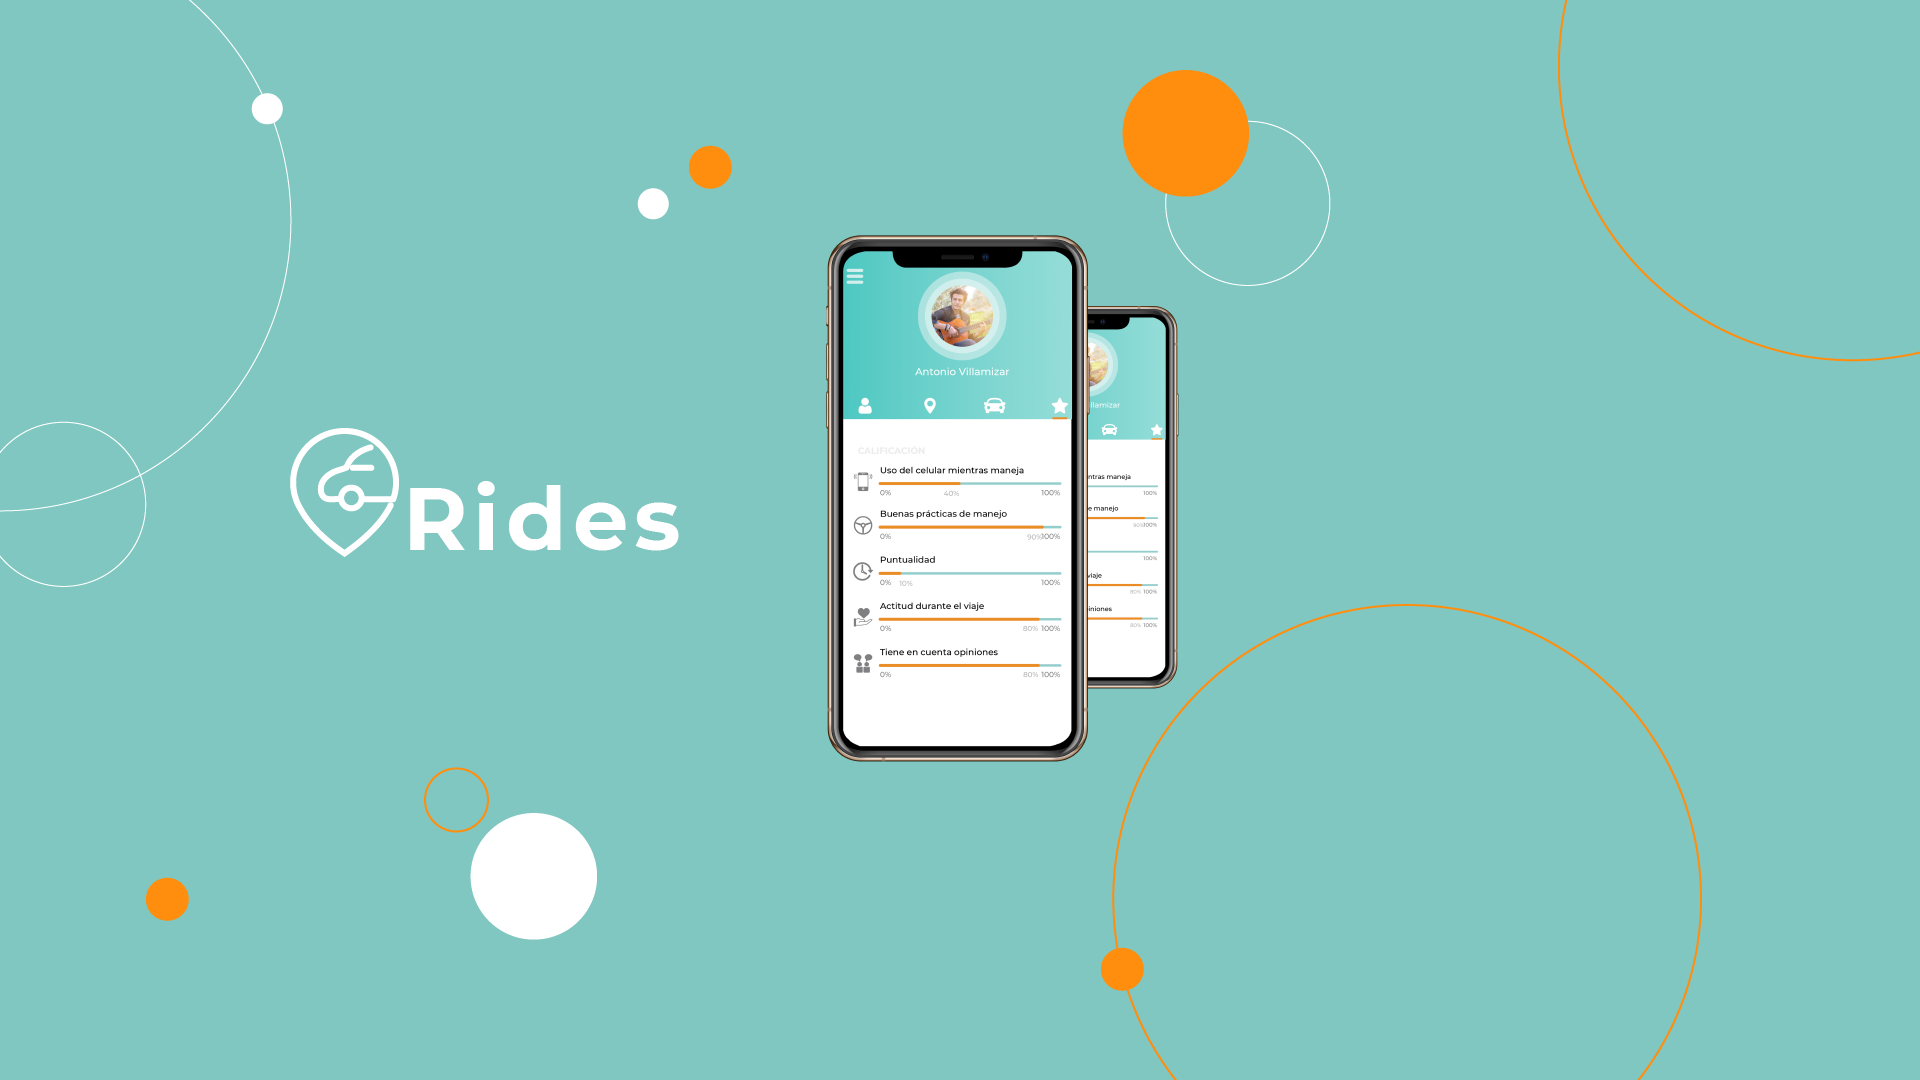 Rides
Antonio Villamizar
CALIFICACIÓN
Uso del celular mientras maneja
0% 40% 100%
Buenas prácticas de manejo
0% 90% 100%
Puntualidad
0% 10% 100%
Actitud durante el viaje
0% 80% 100%
Tiene en cuenta opiniones
0% 80% 100%
llamizar
ntras maneja
100%
e manejo
80% 100%
100%
viaje
80% 100%
iniones
80% 100%